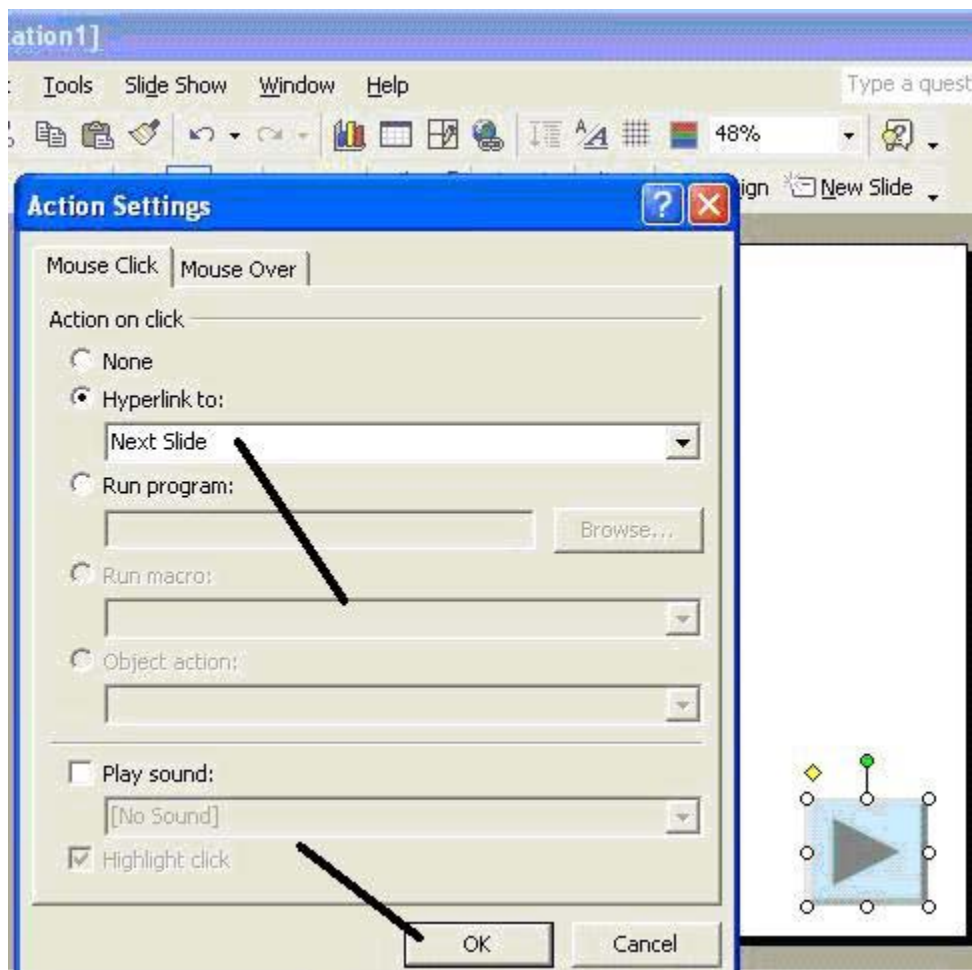 ation1]
Tools Slide Show Window Help Type a quest
48%
ign New Slide
Action Settings
Mouse Click Mouse Over
Action on click
None
Hyperlink to:
Next Slide
Run program:
Browse...
Run macro:
Object action:
Play sound:
[No Sound]
Highlight click
OK Cancel